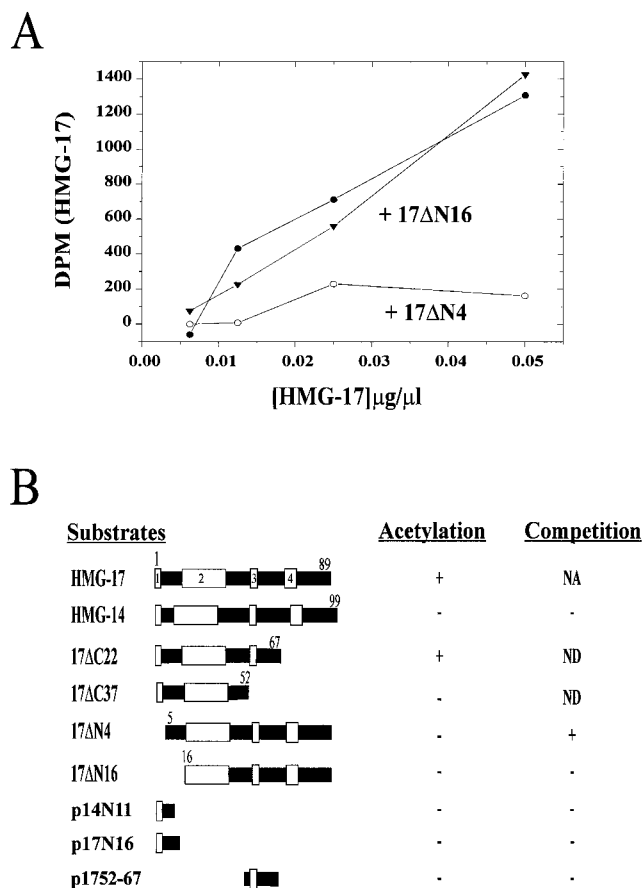 A
1400
1200
1000
800
600
400
200
0
DPM (HMG-17)
+ 17ΔN16
+ 17ΔN4
0.00 0.01 0.02 0.03 0.04 0.05
[HMG-17]µg/µl
B
Substrates Acetylation Competition
1 89
HMG-17 1 2 3 4 + NA
99
HMG-14 - -
67
17ΔC22 + ND
52
17ΔC37 - ND
5
17ΔN4 - +
16
17ΔN16 - -
p14N11 - -
p17N16 - -
p1752-67 - -